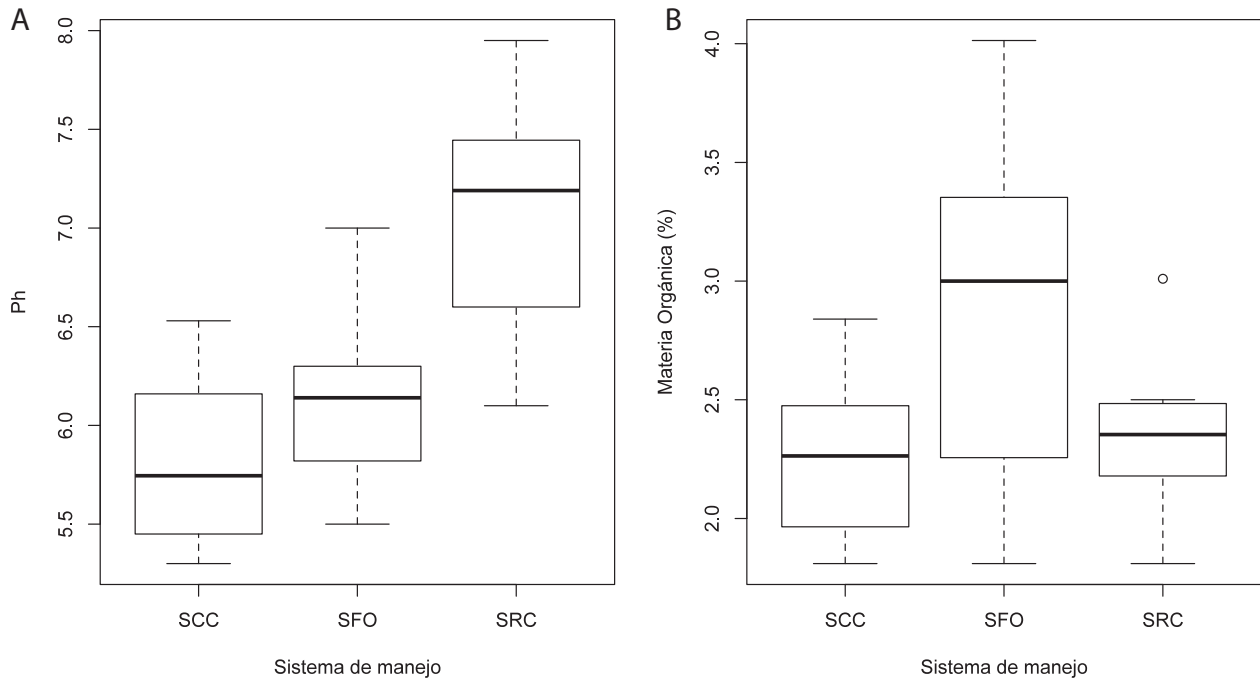 A
Ph
8.0
7.5
7.0
6.5
6.0
5.5
SCC SFO SRC
Sistema de manejo
B
Materia Orgánica (%)
4.0
3.5
3.0
2.5
2.0
SCC SFO SRC
Sistema de manejo